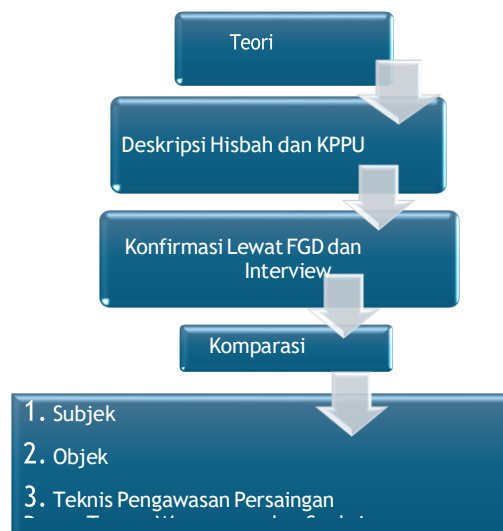 Teori
Deskripsi Hisbah dan KPPU
Konfirmasi Lewat FGD dan
Interview
Komparasi
1. Subjek
2. Objek
3. Teknis Pengawasan Persaingan